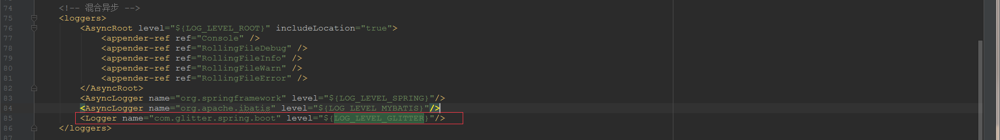 74 <!-- 混合异步 -->
75 <loggers>
76 <AsyncRoot level="${LOG_LEVEL_ROOT}" includeLocation="true">
77 <appender-ref ref="Console" />
78 <appender-ref ref="RollingFileDebug" />
79 <appender-ref ref="RollingFileInfo" />
80 <appender-ref ref="RollingFileWarn" />
81 <appender-ref ref="RollingFileError" />
82 </AsyncRoot>
83 <AsyncLogger name="org.springframework" level="${LOG_LEVEL_SPRING}"/>
84 <AsyncLogger name="org.apache.ibatis" level="${LOG_LEVEL_MYBATIS}"/>
85 <Logger name="com.glitter.spring.boot" level="${LOG_LEVEL_GLITTER}"/>
86 </loggers>
87